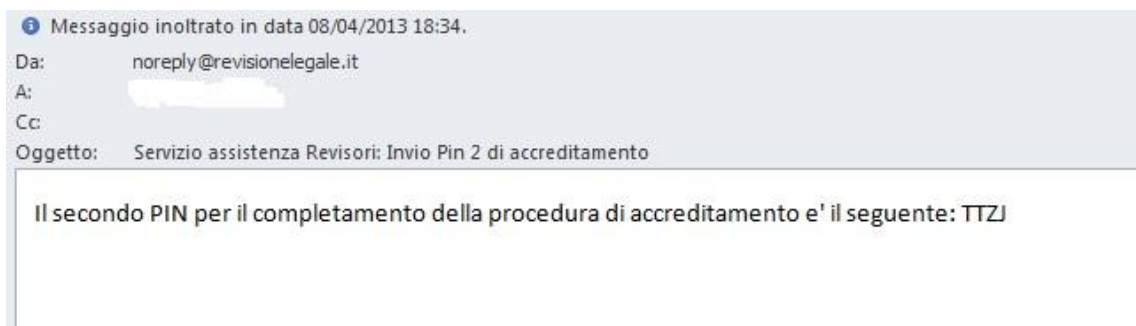 Messaggio inoltrato in data 08/04/2013 18:34.
Da: noreply@revisionelegale.it
A:
Cc:
Oggetto: Servizio assistenza Revisori: Invio Pin 2 di accreditamento
Il secondo PIN per il completamento della procedura di accreditamento e' il seguente: TTZJ